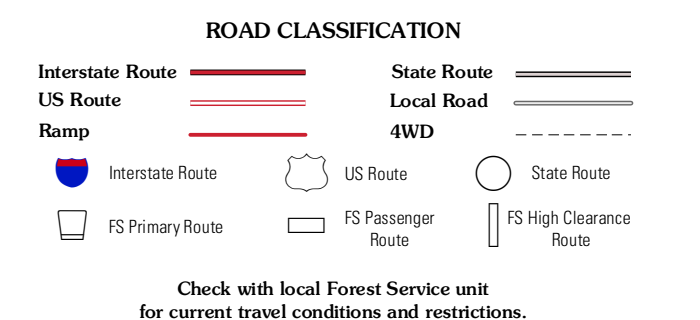 ROAD CLASSIFICATION
Interstate Route
State Route
US Route
Local Road
Ramp
4WD
Interstate Route
US Route
State Route
FS Primary Route
FS Passenger
Route
FS High Clearance
Route
Check with local Forest Service unit
for current travel conditions and restrictions.